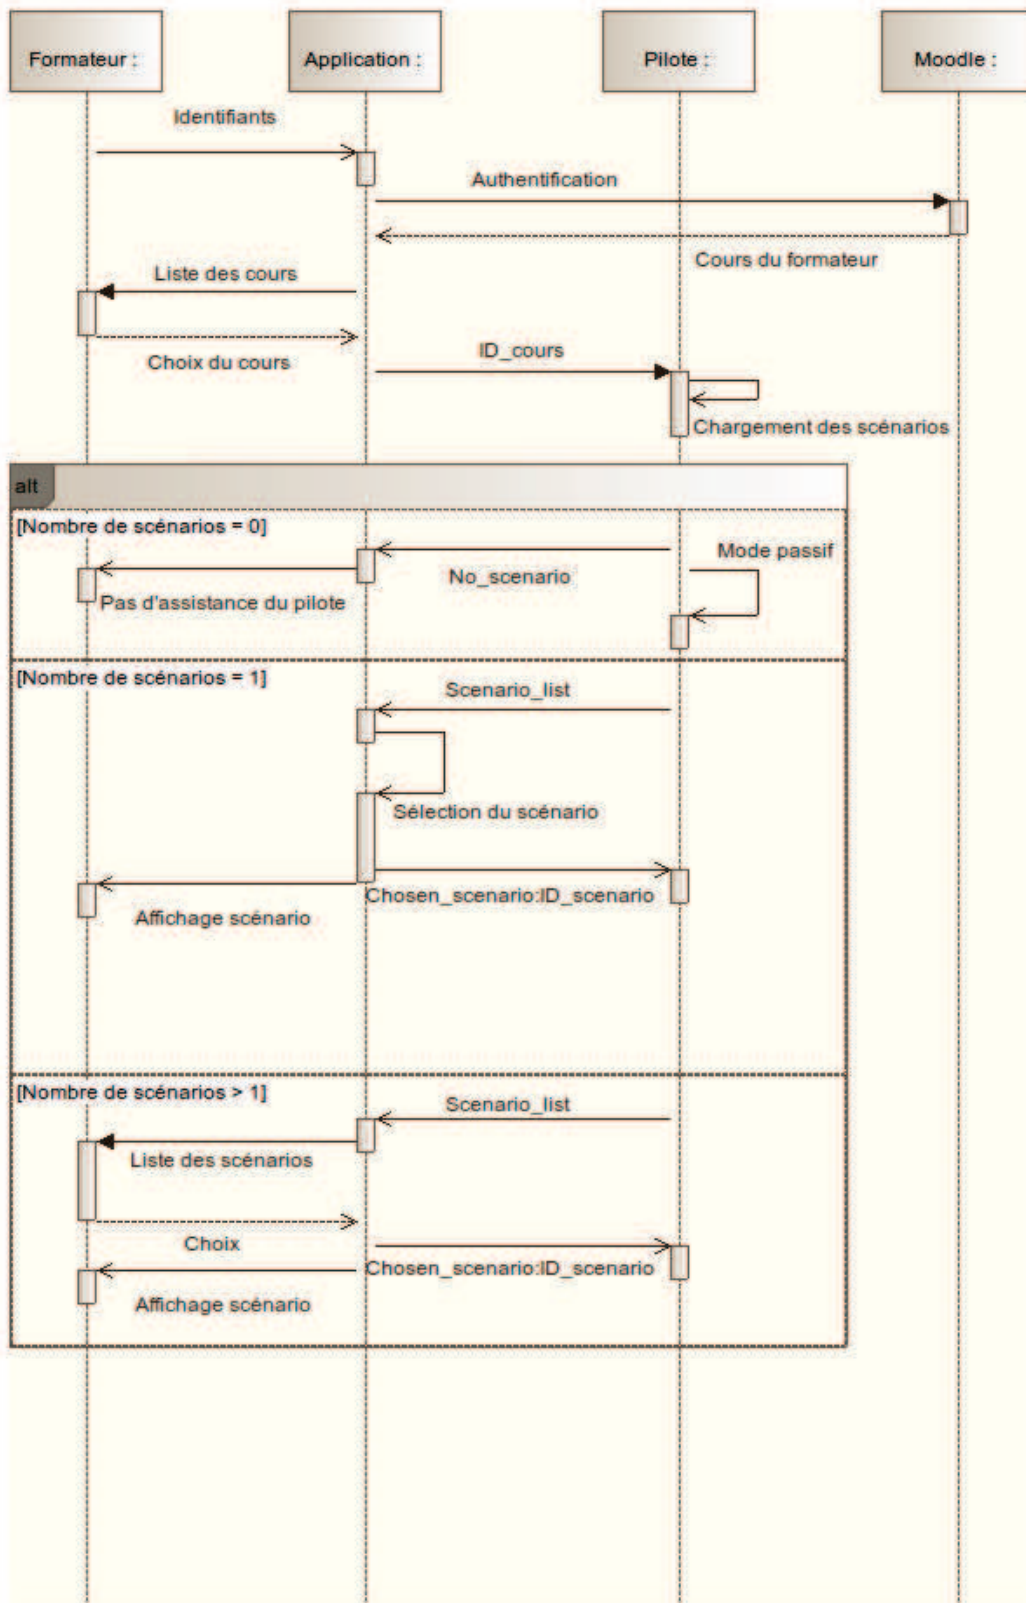 Formateur :
Application :
Pilote :
Moodle :
Identifiants
Authentification
Cours du formateur
Liste des cours
Choix du cours
ID_cours
Chargement des scénarios
alt
[Nombre de scénarios = 0]
Mode passif
No_scenario
Pas d'assistance du pilote
[Nombre de scénarios = 1]
Scenario_list
Sélection du scénario
Chosen_scenario:ID_scenario
Affichage scénario
[Nombre de scénarios > 1]
Scenario_list
Liste des scénarios
Choix
Chosen_scenario:ID_scenario
Affichage scénario